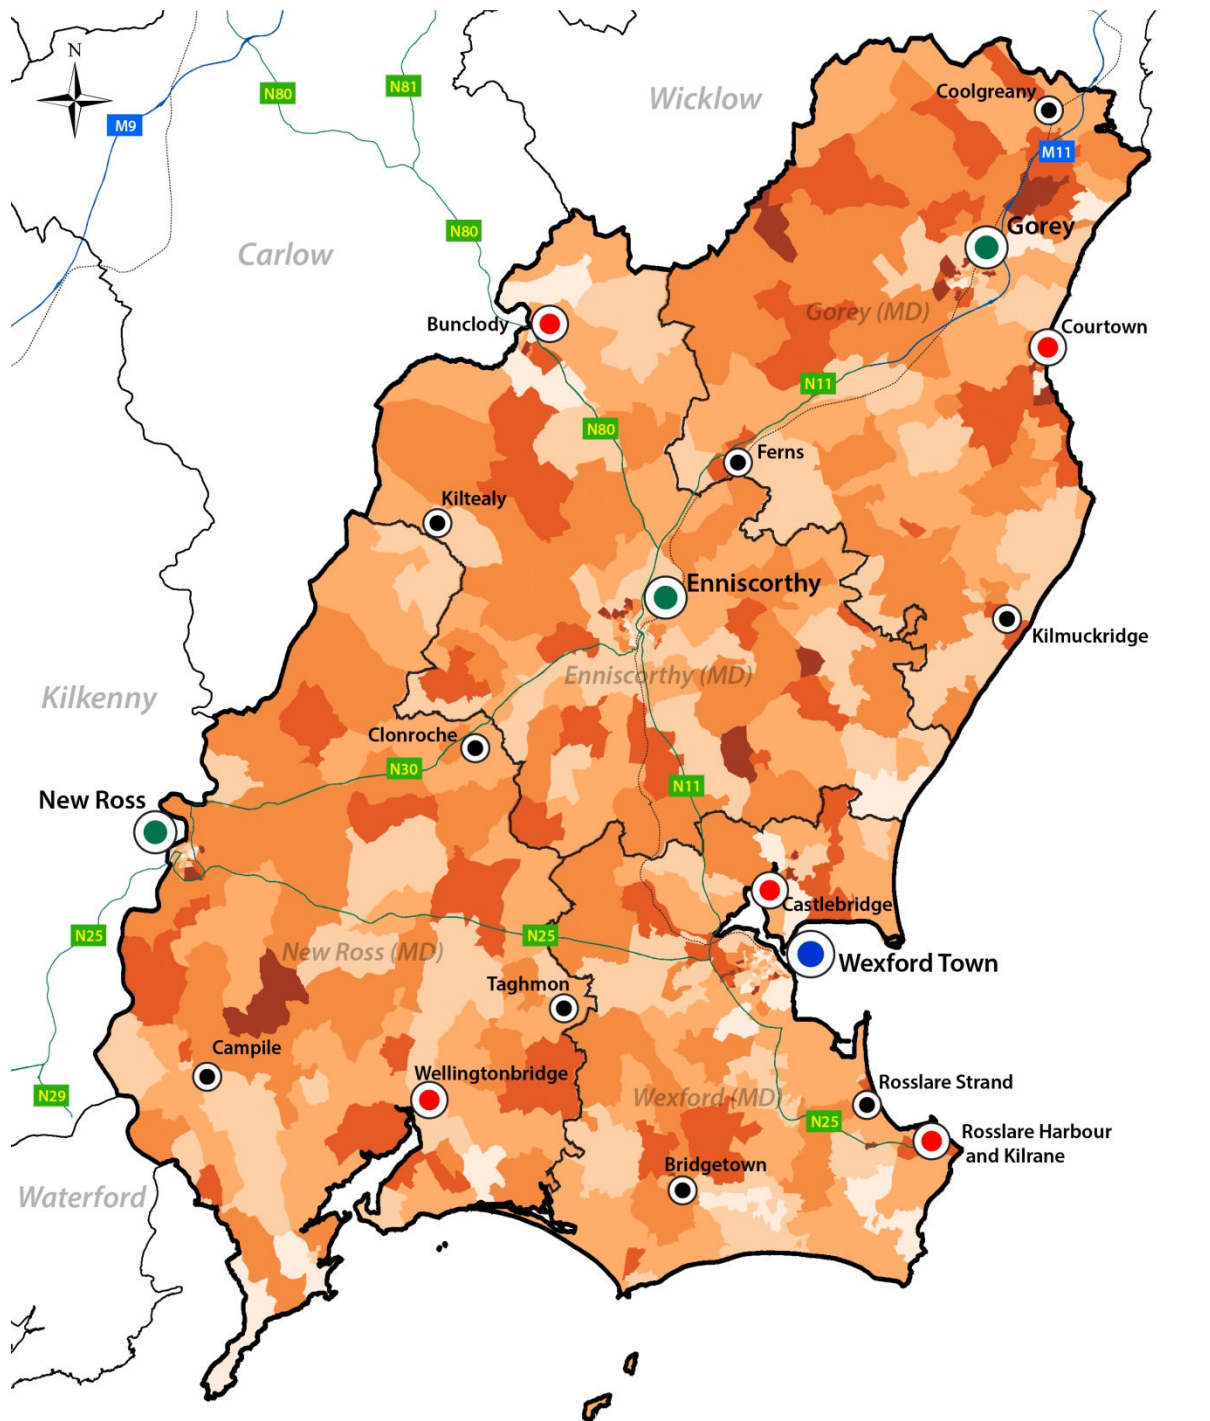 N
N80
N81
Wicklow
Coolgreany
M9
M11
N80
Carlow
Gorey
Gorey (MD)
Bunclody
Courtown
N11
N80
Ferns
Kiltealy
Enniscorthy
Kilmuckridge
Enniscorthy (MD)
Kilkenny
Clonroche
N30
N11
New Ross
Castlebridge
N25
N25
New Ross (MD)
Wexford Town
Taghmon
Campile
Wellingtonbridge
Rosslare Strand
N29
Wexford (MD)
N25
Rosslare Harbour
and Kilrane
Bridgetown
Waterford